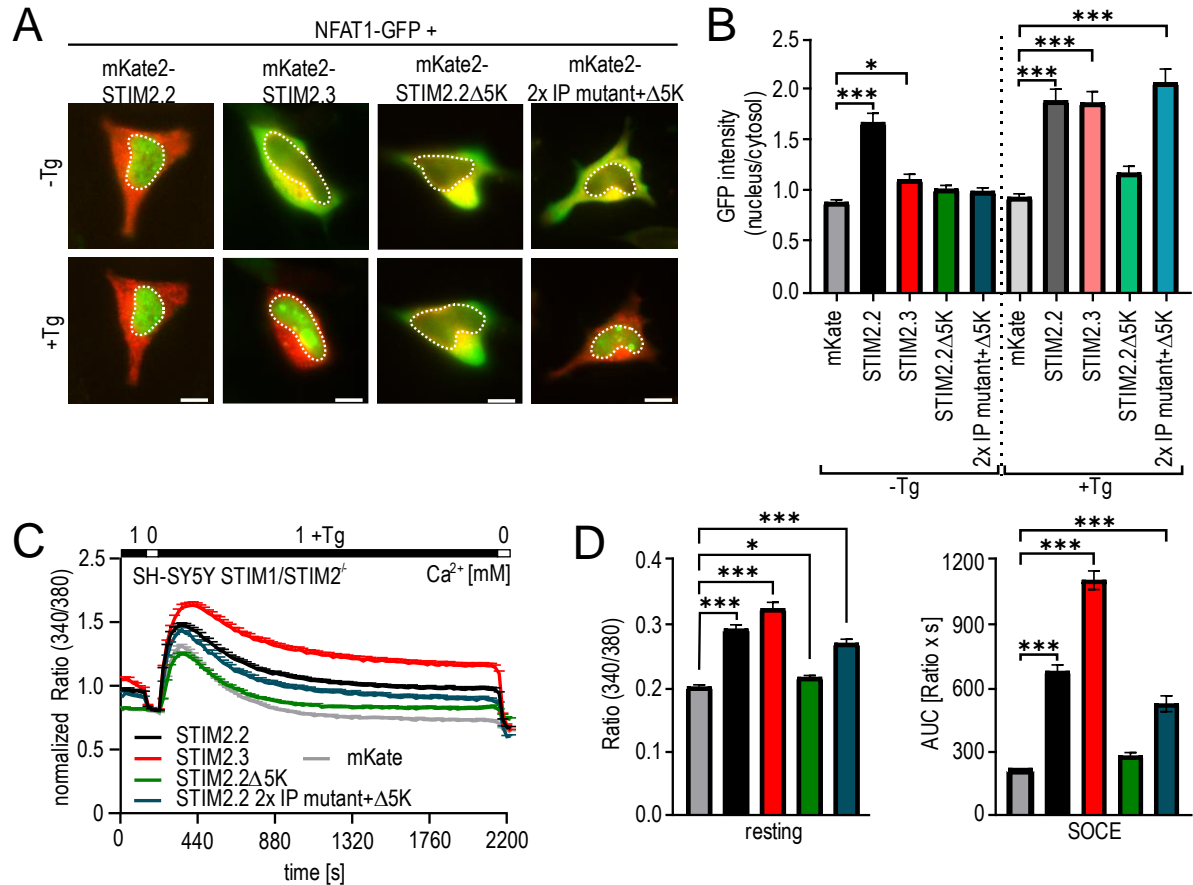 A
NFAT1-GFP +
mKate2-
STIM2.2
mKate2-
STIM2.3
mKate2-
STIM2.2Δ5K
mKate2-
2x IP mutant+Δ5K
-Tg
+Tg
B
GFP intensity
(nucleus/cytosol)
2.5
2.0
1.5
1.0
0.5
0.0
***
*
***
***
***
mKate
STIM2.2
STIM2.3
STIM2.2Δ5K
2x IP mutant+Δ5K
mKate
STIM2.2
STIM2.3
STIM2.2Δ5K
2x IP mutant+Δ5K
-Tg
+Tg
C
1 0 1 +Tg 0
SH-SY5Y STIM1/STIM2-/- Ca2+ [mM]
normalized Ratio (340/380)
2.5
1.5
1.0
0.5
0
STIM2.2
STIM2.3
mKate
STIM2.2Δ5K
STIM2.2 2x IP mutant+Δ5K
0 440 880 1320 1760 2200
time [s]
D
Ratio (340/380)
0.4
0.3
0.2
0.1
0.0
***
*
***
***
resting
AUC [Ratio x s]
1200
900
600
300
0
***
***
***
SOCE